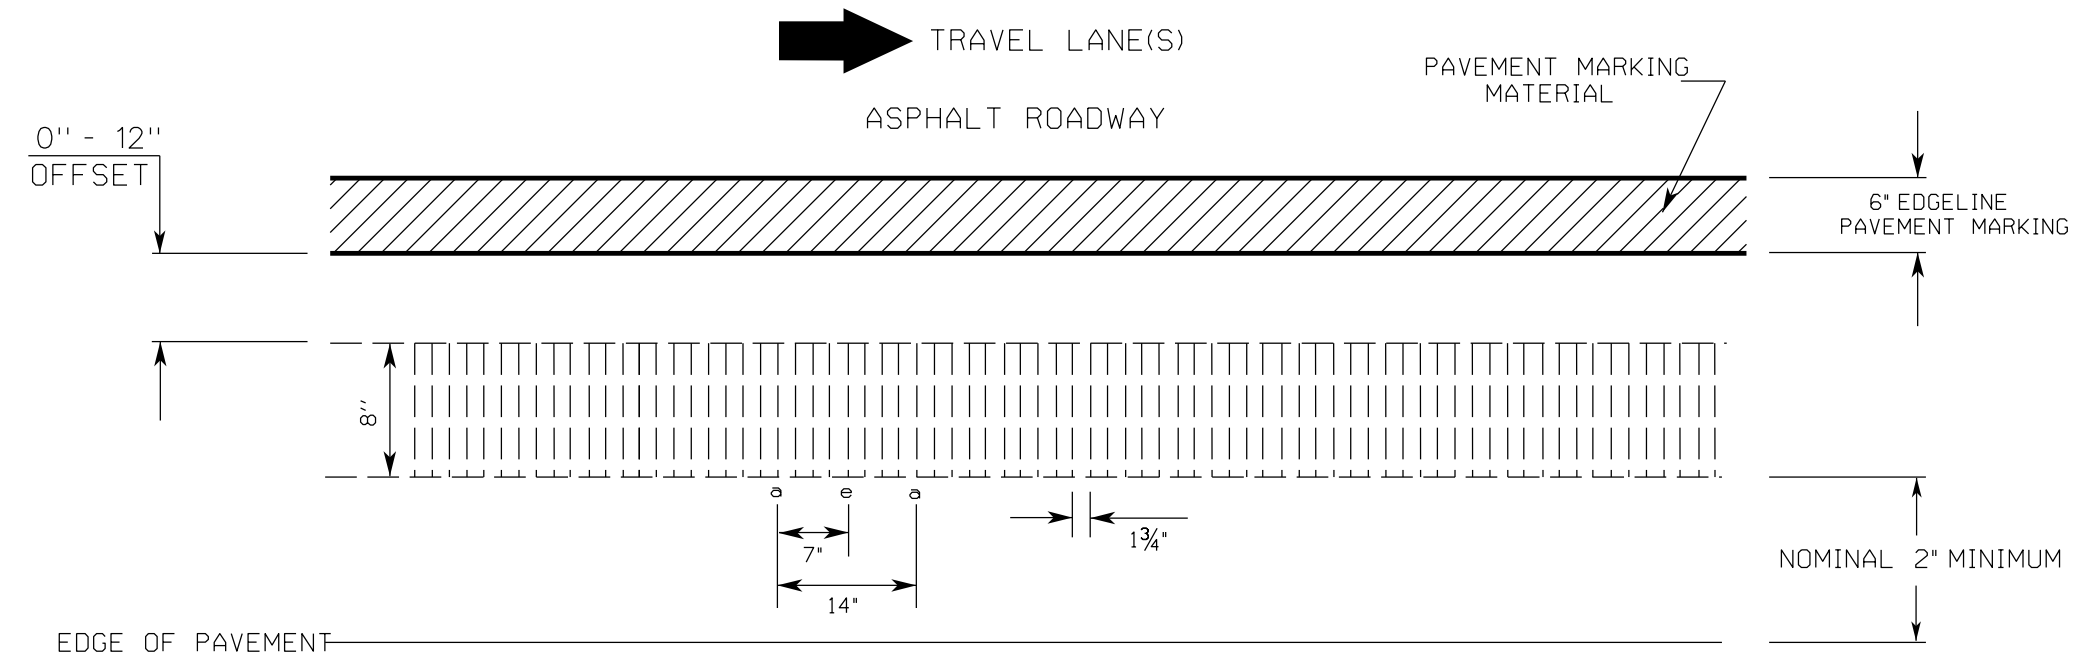 TRAVEL LANE(S)
PAVEMENT MARKING
MATERIAL
ASPHALT ROADWAY
0'' - 12''
OFFSET
6" EDGELINE
PAVEMENT MARKING
8''
a e a
7"
1¾"
14"
NOMINAL 2" MINIMUM
EDGE OF PAVEMENT